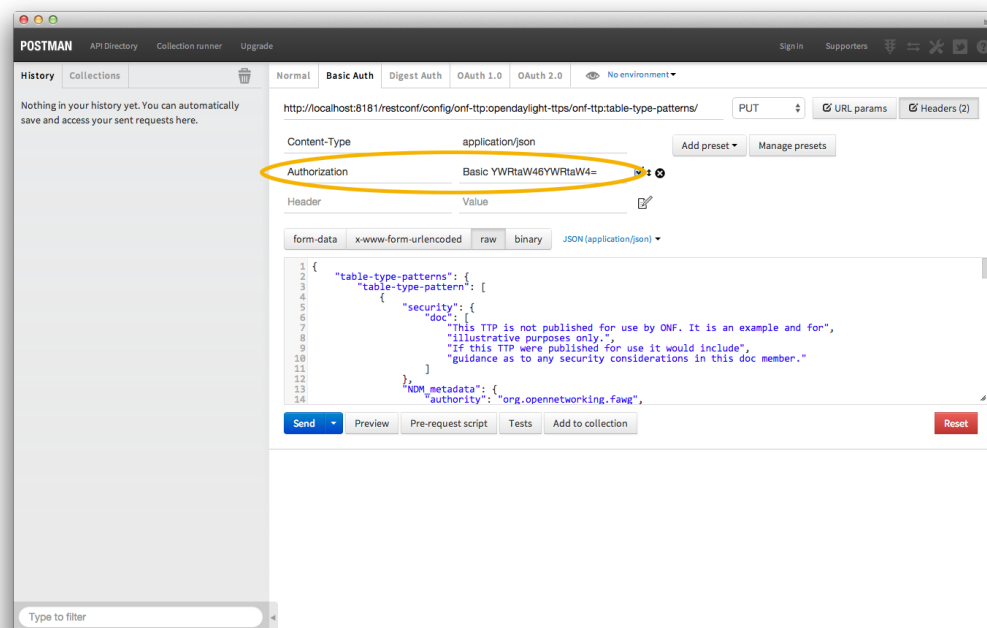 POSTMAN API Directory Collection runner Upgrade Sign in Supporters
History Collections
Normal Basic Auth Digest Auth OAuth 1.0 OAuth 2.0 No environment
Nothing in your history yet. You can automatically
save and access your sent requests here.
http://localhost:8181/restconf/config/onf-ttp:opendaylight-ttps/onf-ttp:table-type-patterns/ PUT URL params Headers (2)
Content-Type application/json Add preset Manage presets
Authorization Basic YWRtaW46YWRtaW4=
Header Value
form-data x-www-form-urlencoded raw binary JSON (application/json)
1 {
2 "table-type-patterns": {
3 "table-type-pattern": [
4 {
5 "security": {
6 "doc": [
7 "This TTP is not published for use by ONF. It is an example and for",
8 "illustrative purposes only.",
9 "If this TTP were published for use it would include",
10 "guidance as to any security considerations in this doc member."
11 ]
12 },
13 "NDM_metadata": {
14 "authority": "org.opennetworking.fawg",
Send Preview Pre-request script Tests Add to collection Reset
Type to filter